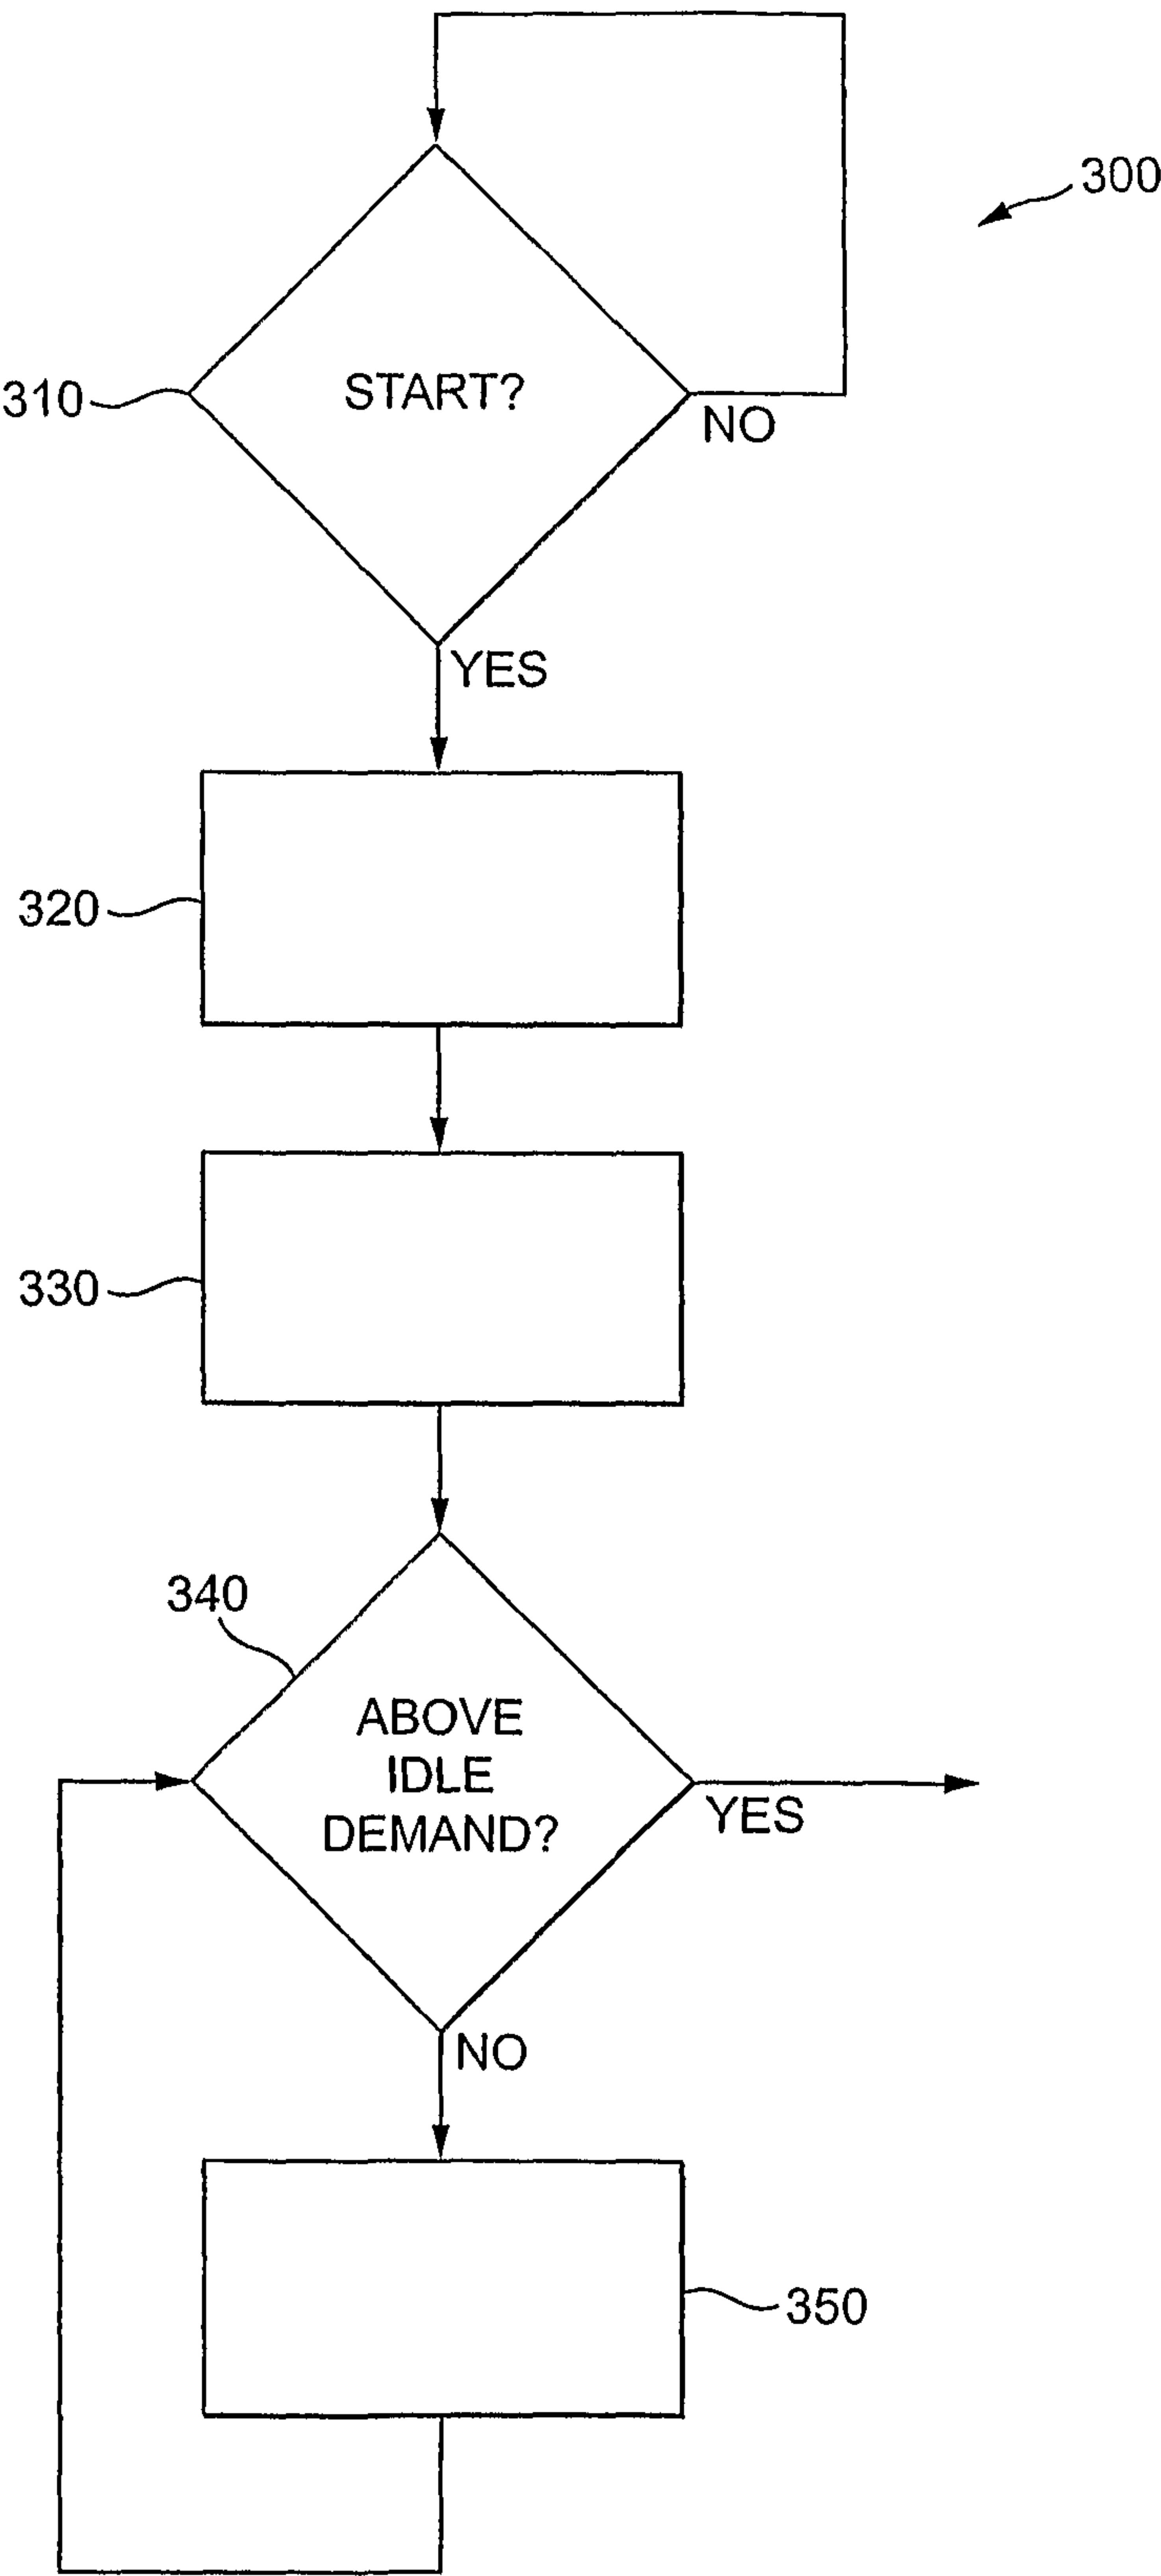 300
310
START?
NO
YES
320
330
340
ABOVE
IDLE
DEMAND?
YES
NO
350